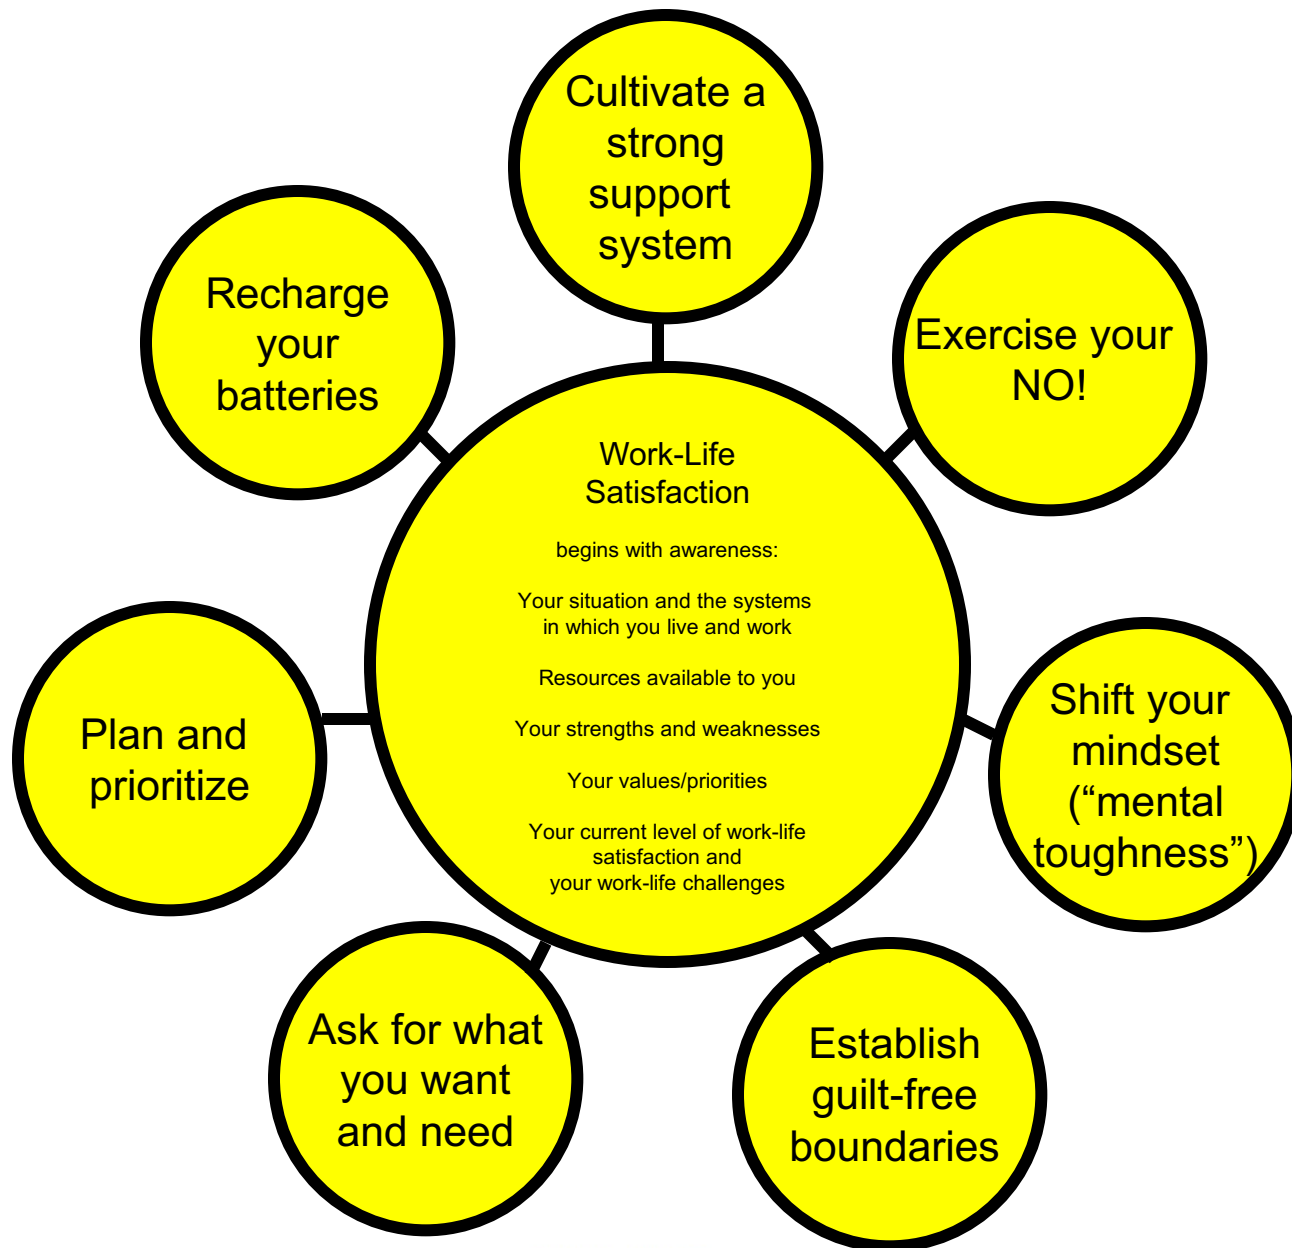 Cultivate a
strong
support
system
Recharge
your
batteries
Exercise your
NO!
Work-Life
Satisfaction
begins with awareness:
Your situation and the systems
in which you live and work
Resources available to you
Your strengths and weaknesses
Your values/priorities
Your current level of work-life
satisfaction and
your work-life challenges
Plan and
prioritize
Shift your
mindset
(“mental
toughness”)
Ask for what
you want
and need
Establish
guilt-free
boundaries